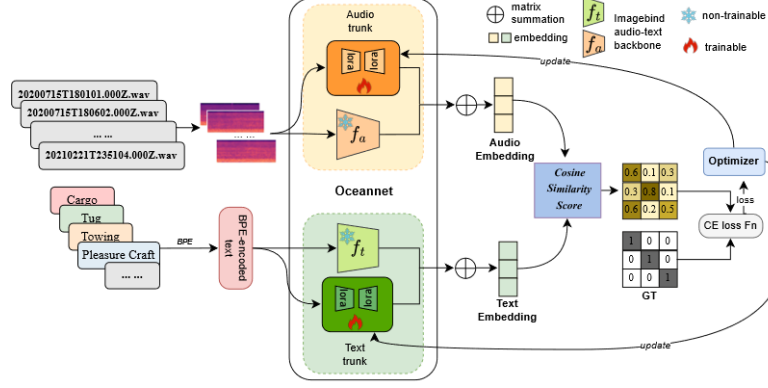 Audio
trunk
lora
lora
f_a
matrix
summation
embedding
f_t
f_a
Imagebind
audio-text
backbone
non-trainable
trainable
update
20200715T180101.000Z.wav
20200715T180602.000Z.wav
... ...
20210221T235104.000Z.wav
... ...
Audio
Embedding
Oceannet
Cosine
Similarity
Score
0.6 0.1 0.3
0.3 0.8 0.1
0.6 0.2 0.5
Optimizer
loss
CE loss Fn
1 0 0
0 1 0
0 0 1
GT
Cargo
Tug
Towing
Pleasure Craft
... ...
BPE
BPE-encoded
text
f_t
lora
lora
Text
trunk
Text
Embedding
update